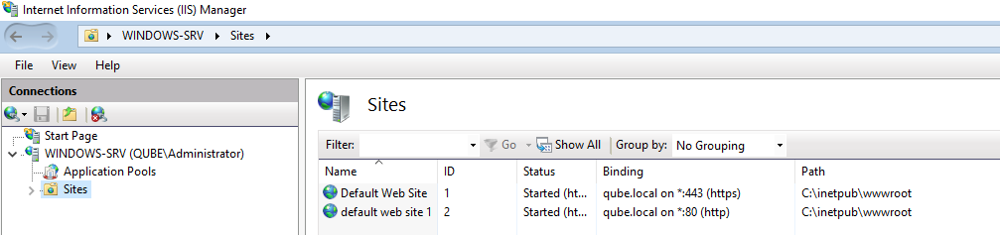 Internet Information Services (IIS) Manager
WINDOWS-SRV Sites
File View Help
Connections
Start Page
WINDOWS-SRV (QUBE\Administrator)
Application Pools
Sites
Sites
Filter: Go Show All Group by: No Grouping
Name ID Status Binding Path
Default Web Site 1 Started (ht... qube.local on *:443 (https) C:\inetpub\wwwroot
default web site 1 2 Started (ht... qube.local on *:80 (http) C:\inetpub\wwwroot